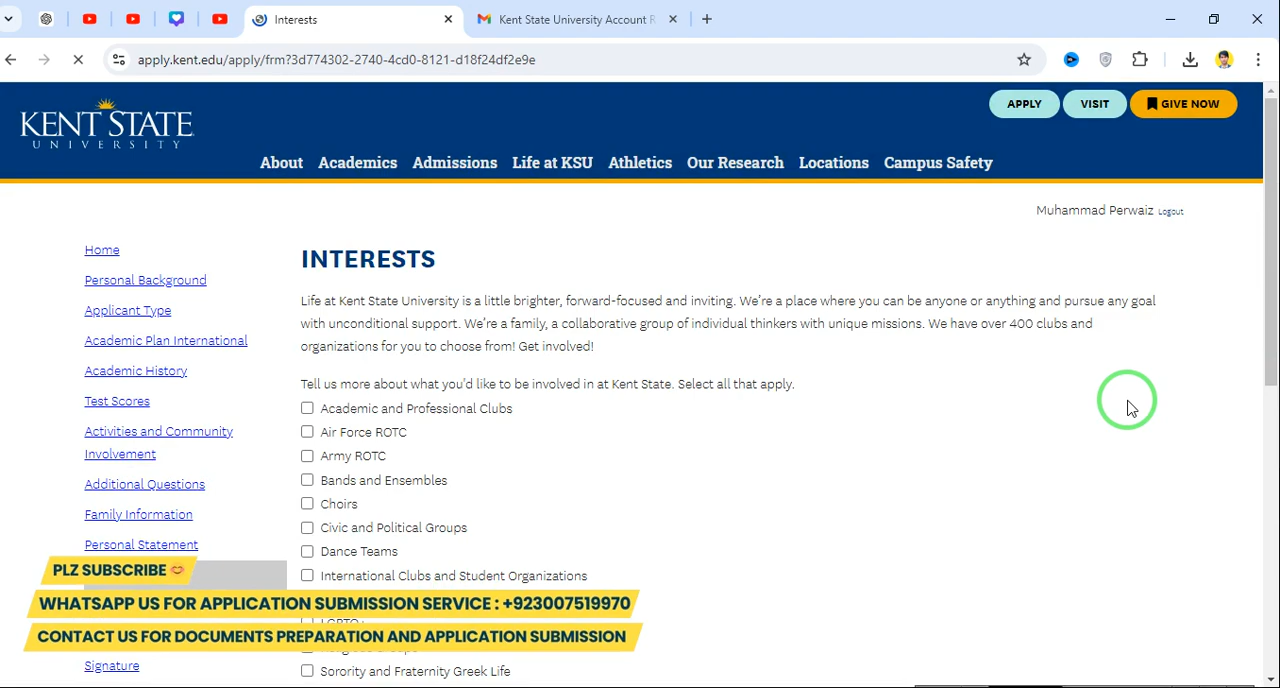 Interests
Kent State University Account R
apply.kent.edu/apply/frm?3d774302-2740-4cd0-8121-d18f24df2e9e
APPLY
VISIT
GIVE NOW
KENT STATE
UNIVERSITY
About Academics Admissions Life at KSU Athletics Our Research Locations Campus Safety
Muhammad Perwaiz Logout
Home
Personal Background
Applicant Type
Academic Plan International
Academic History
Test Scores
Activities and Community
Involvement
Additional Questions
Family Information
Personal Statement
Signature
INTERESTS
Life at Kent State University is a little brighter, forward-focused and inviting. We're a place where you can be anyone or anything and pursue any goal
with unconditional support. We're a family, a collaborative group of individual thinkers with unique missions. We have over 400 clubs and
organizations for you to choose from! Get involved!
Tell us more about what you'd like to be involved in at Kent State. Select all that apply.
Academic and Professional Clubs
Air Force ROTC
Army ROTC
Bands and Ensembles
Choirs
Civic and Political Groups
Dance Teams
International Clubs and Student Organizations
Sorority and Fraternity Greek Life
PLZ SUBSCRIBE
WHATSAPP US FOR APPLICATION SUBMISSION SERVICE : +923007519970
CONTACT US FOR DOCUMENTS PREPARATION AND APPLICATION SUBMISSION